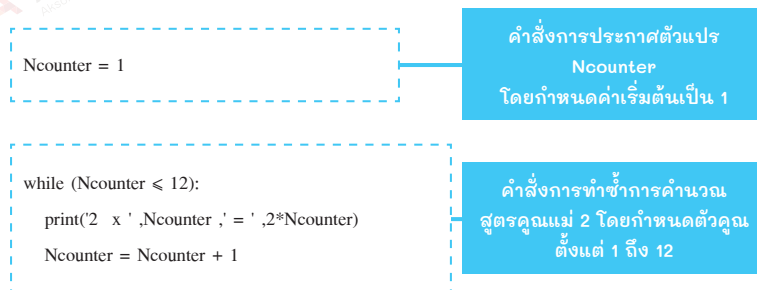 Ncounter = 1
คำสั่งการประกาศตัวแปร
Ncounter
โดยกำหนดค่าเริ่มต้นเป็น 1
while (Ncounter ⩽ 12):
print('2 x ' ,Ncounter ,' = ' ,2*Ncounter)
Ncounter = Ncounter + 1
คำสั่งการทำซ้ำการคำนวณ
สูตรคูณแม่ 2 โดยกำหนดตัวคูณ
ตั้งแต่ 1 ถึง 12